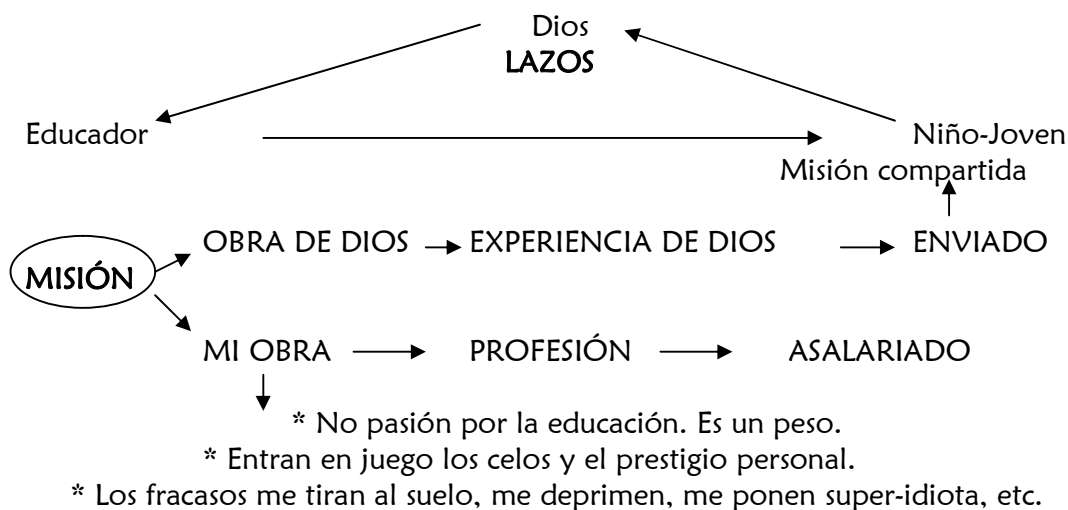 Dios
LAZOS
Educador Niño-Joven
Misión compartida
OBRA DE DIOS EXPERIENCIA DE DIOS ENVIADO
MISIÓN
MI OBRA PROFESIÓN ASALARIADO
* No pasión por la educación. Es un peso.
* Entran en juego los celos y el prestigio personal.
* Los fracasos me tiran al suelo, me deprimen, me ponen super-idiota, etc.